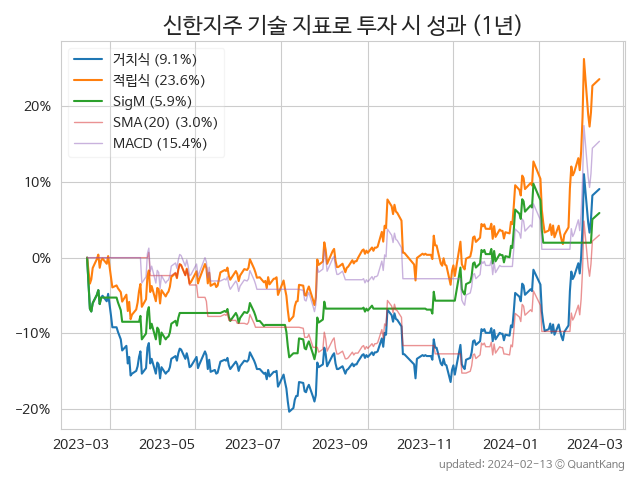 신한지주 기술 지표로 투자 시 성과 (1년)
거치식 (9.1%)
적립식 (23.6%)
SigM (5.9%)
SMA(20) (3.0%)
MACD (15.4%)
20%
10%
0%
−10%
−20%
2023-03 2023-05 2023-07 2023-09 2023-11 2024-01 2024-03
updated: 2024-02-13 © QuantKang